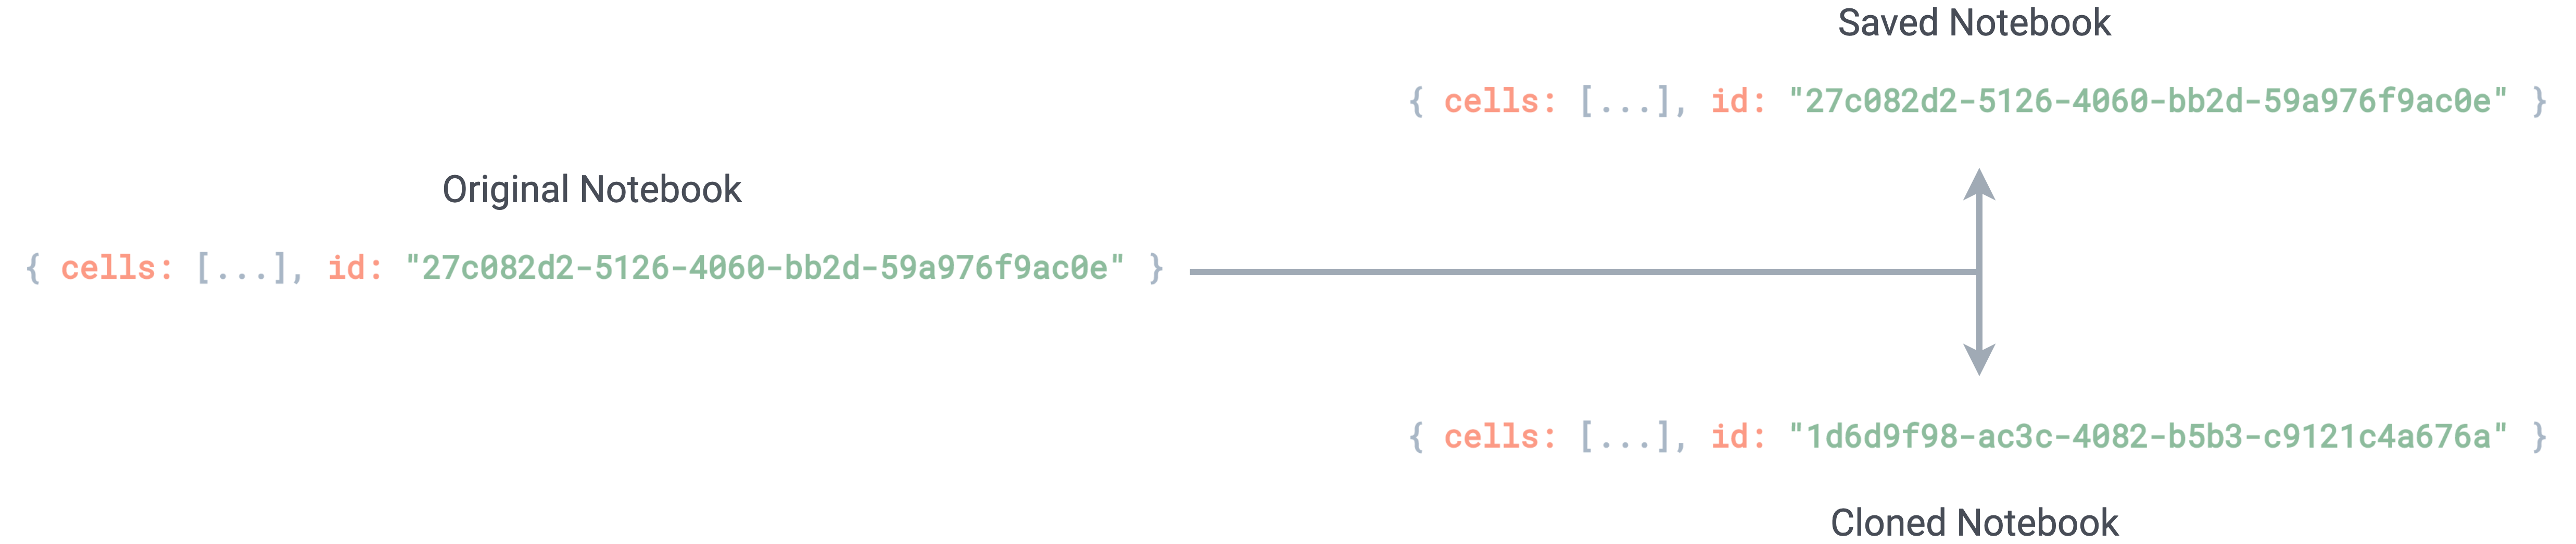 Original Notebook
{ cells: [...], id: "27c082d2-5126-4060-bb2d-59a976f9ac0e" }
Saved Notebook
{ cells: [...], id: "27c082d2-5126-4060-bb2d-59a976f9ac0e" }
{ cells: [...], id: "1d6d9f98-ac3c-4082-b5b3-c9121c4a676a" }
Cloned Notebook